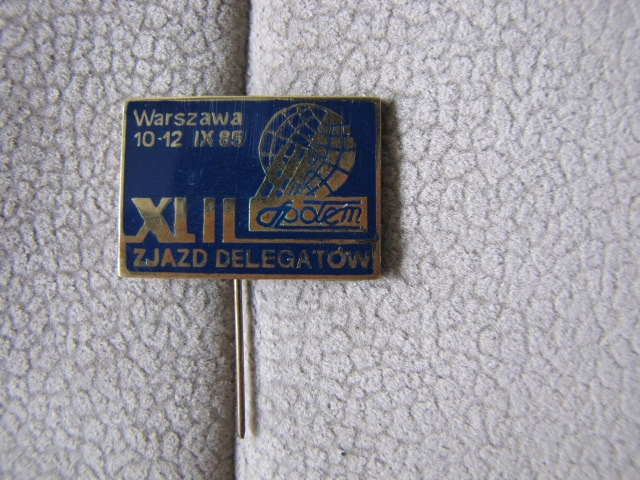 Warszawa
10-12 IX 85
XLII
Społem
ZJAZD DELEGATÓW